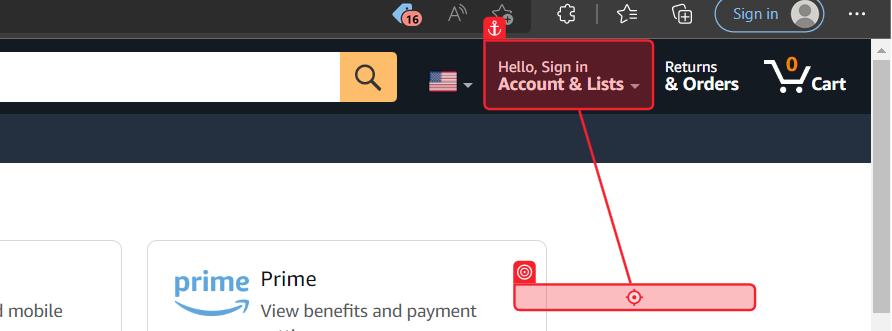 16
Sign in
Hello, Sign in
Account & Lists
Returns
& Orders
0
Cart
prime
Prime
d mobile
View benefits and payment